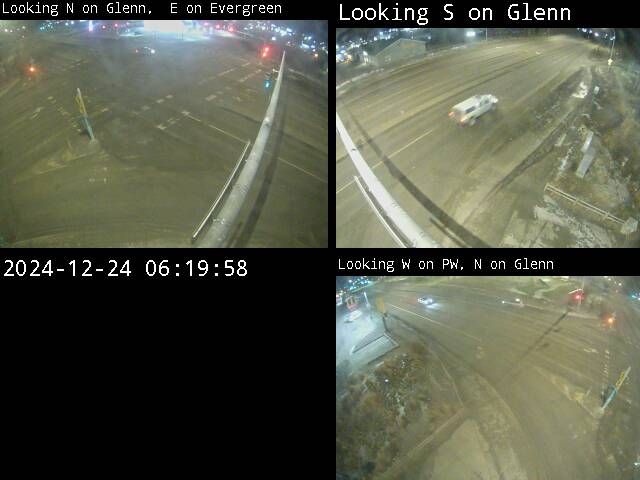 Looking N on Glenn,  E on Evergreen
Looking S on Glenn
2024-12-24 06:19:58
Looking W on PW, N on Glenn